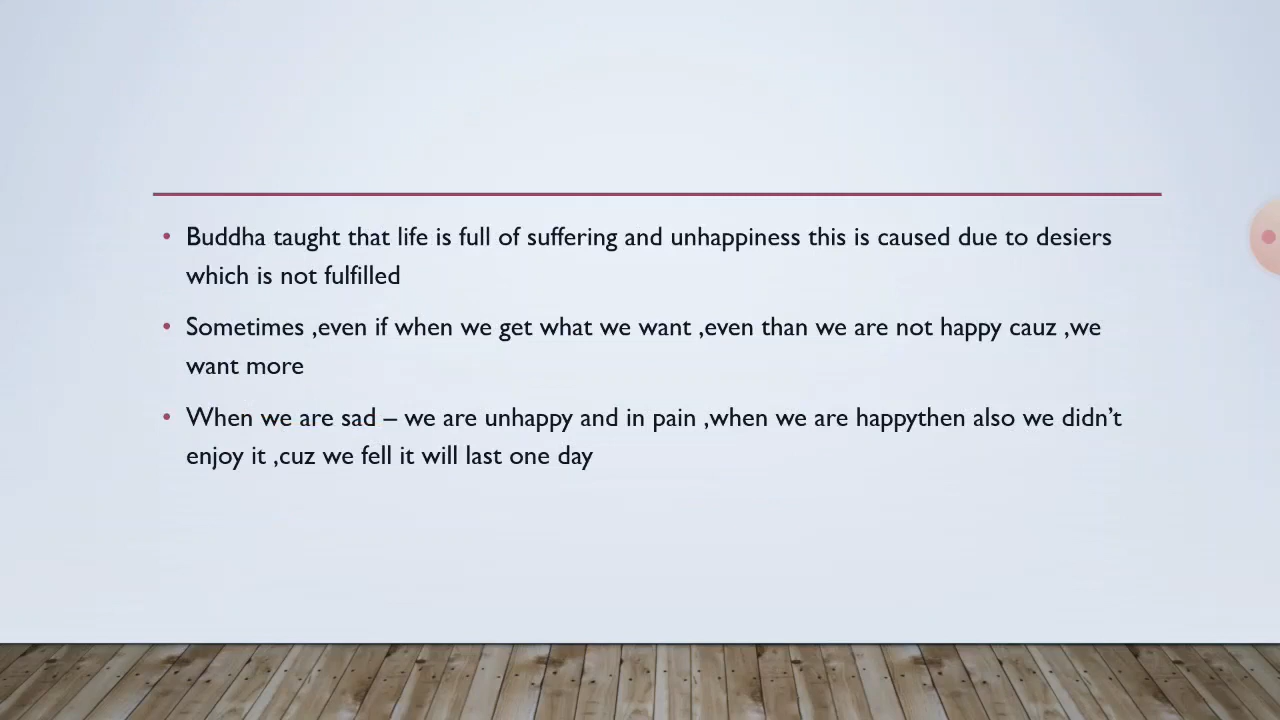 • Buddha taught that life is full of suffering and unhappiness this is caused due to desiers
which is not fulfilled
• Sometimes ,even if when we get what we want ,even than we are not happy cauz ,we
want more
• When we are sad – we are unhappy and in pain ,when we are happythen also we didn’t
enjoy it ,cuz we fell it will last one day